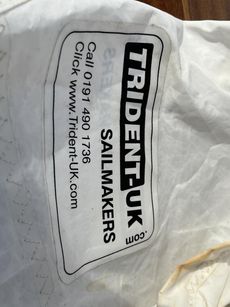 TRIDENT-UK
.com
SAILMAKERS
Call 0191 490 1736
Click www.Trident-UK.com